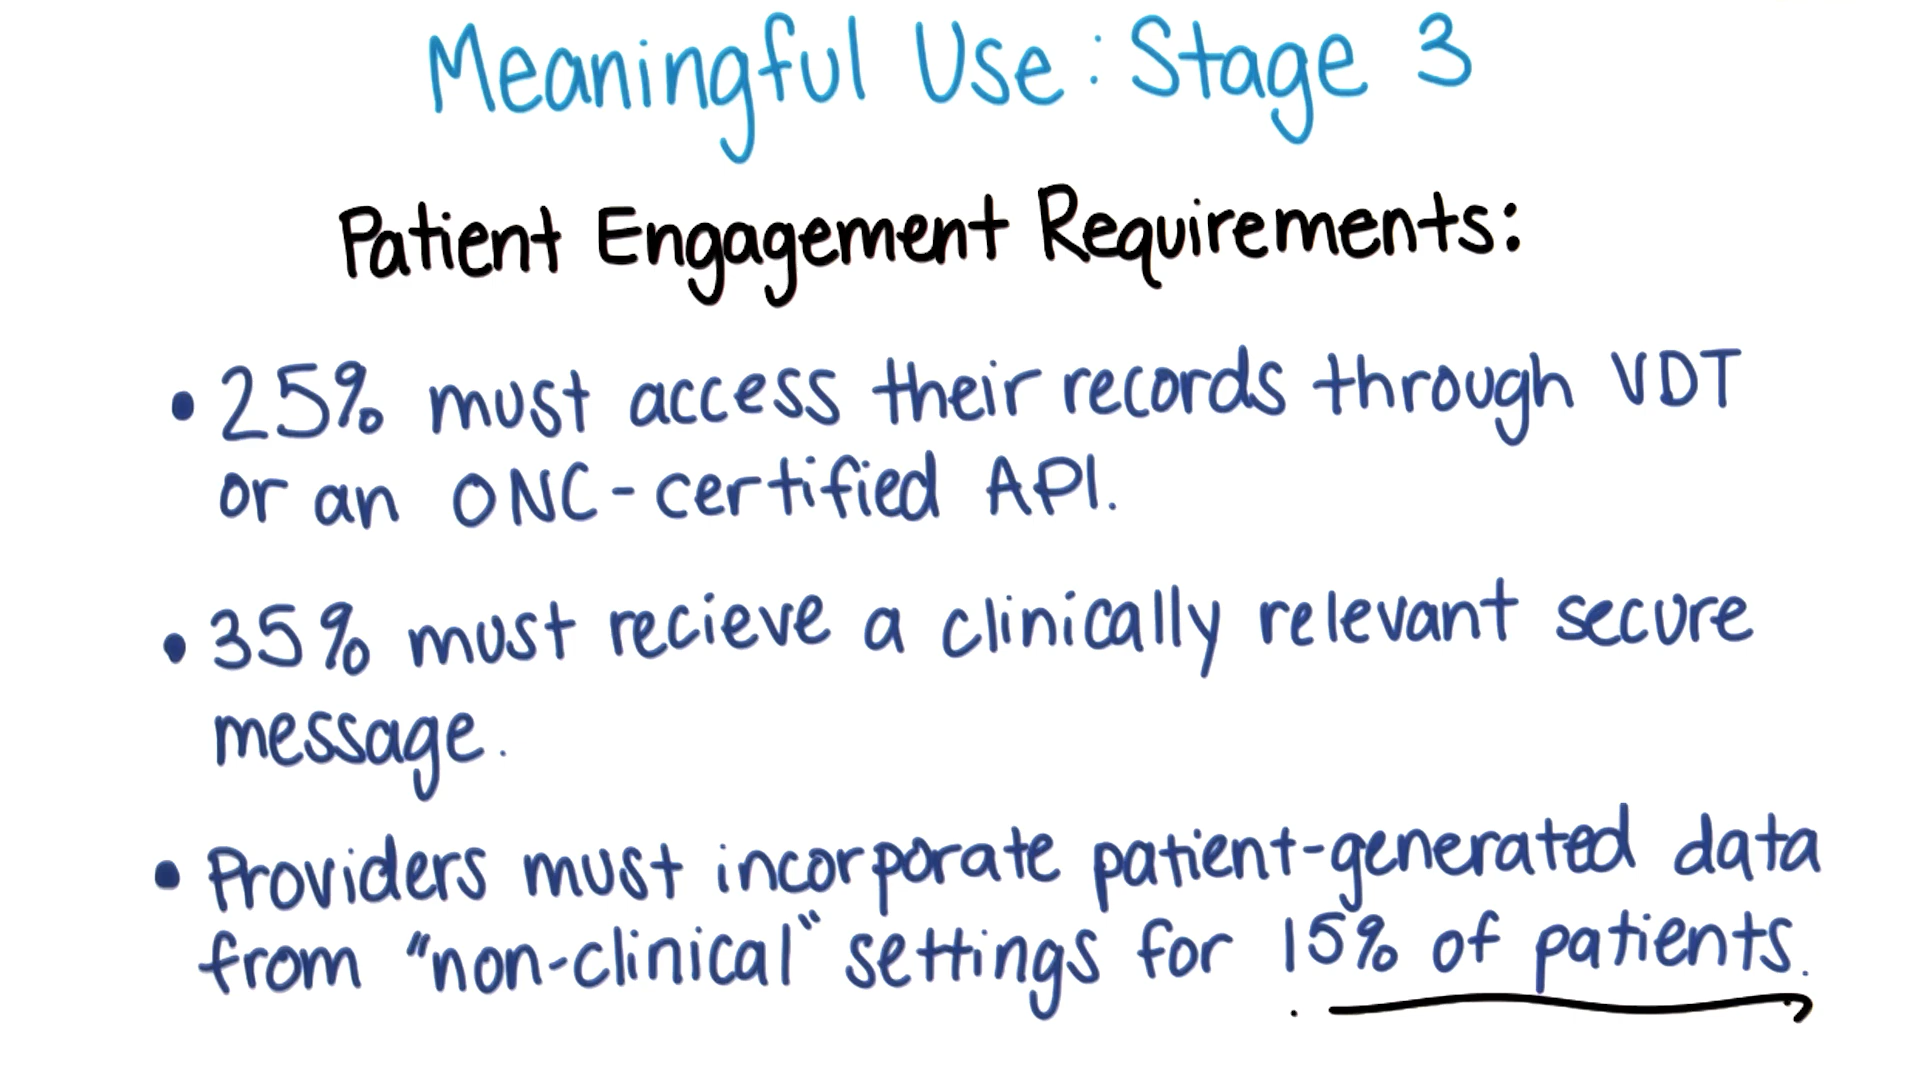 Meaningful Use: Stage 3
Patient Engagement Requirements:
• 25% must access their records through VDT
or an ONC-certified API.
• 35% must recieve a clinically relevant secure
message.
• Providers must incorporate patient-generated data
from "non-clinical" settings for 15% of patients.